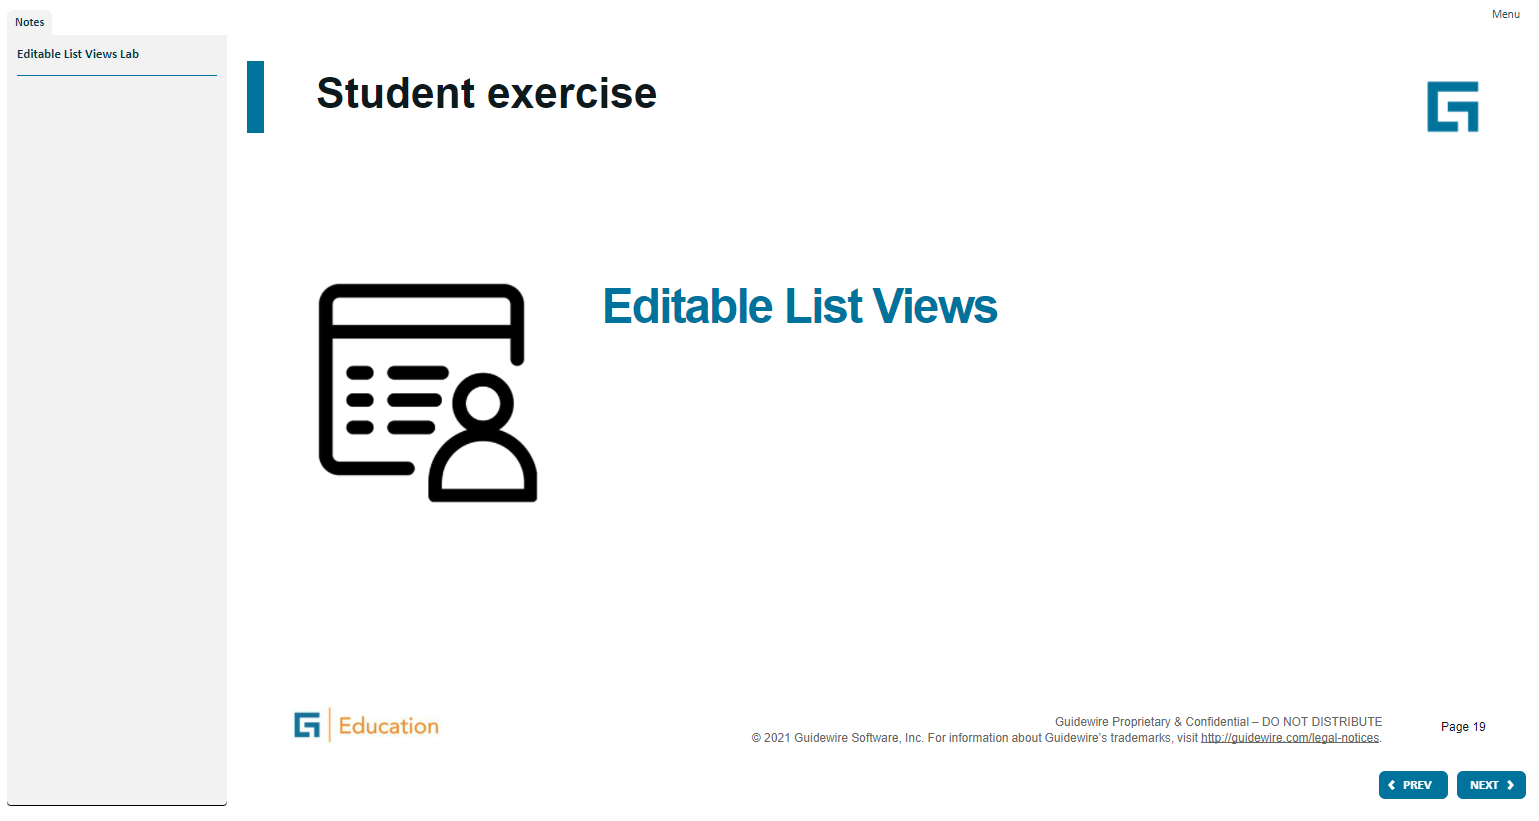 Notes
Menu
Editable List Views Lab
Student exercise
Editable List Views
Education
Guidewire Proprietary & Confidential – DO NOT DISTRIBUTE
© 2021 Guidewire Software, Inc. For information about Guidewire's trademarks, visit http://guidewire.com/legal-notices.
Page 19
PREV
NEXT